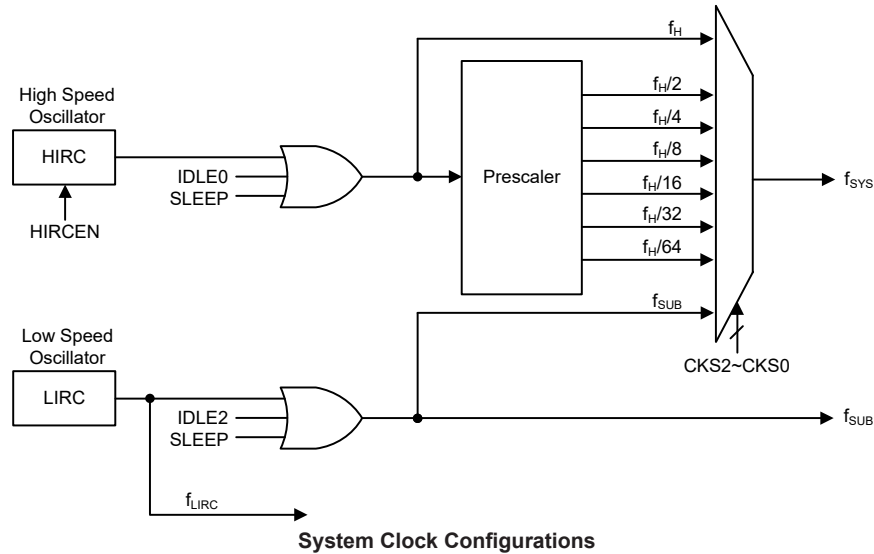 f_H
High Speed
Oscillator
HIRC
HIRCEN
IDLE0
SLEEP
Prescaler
f_H/2
f_H/4
f_H/8
f_H/16
f_H/32
f_H/64
f_SYS
f_SUB
CKS2~CKS0
Low Speed
Oscillator
LIRC
IDLE2
SLEEP
f_SUB
f_LIRC
System Clock Configurations